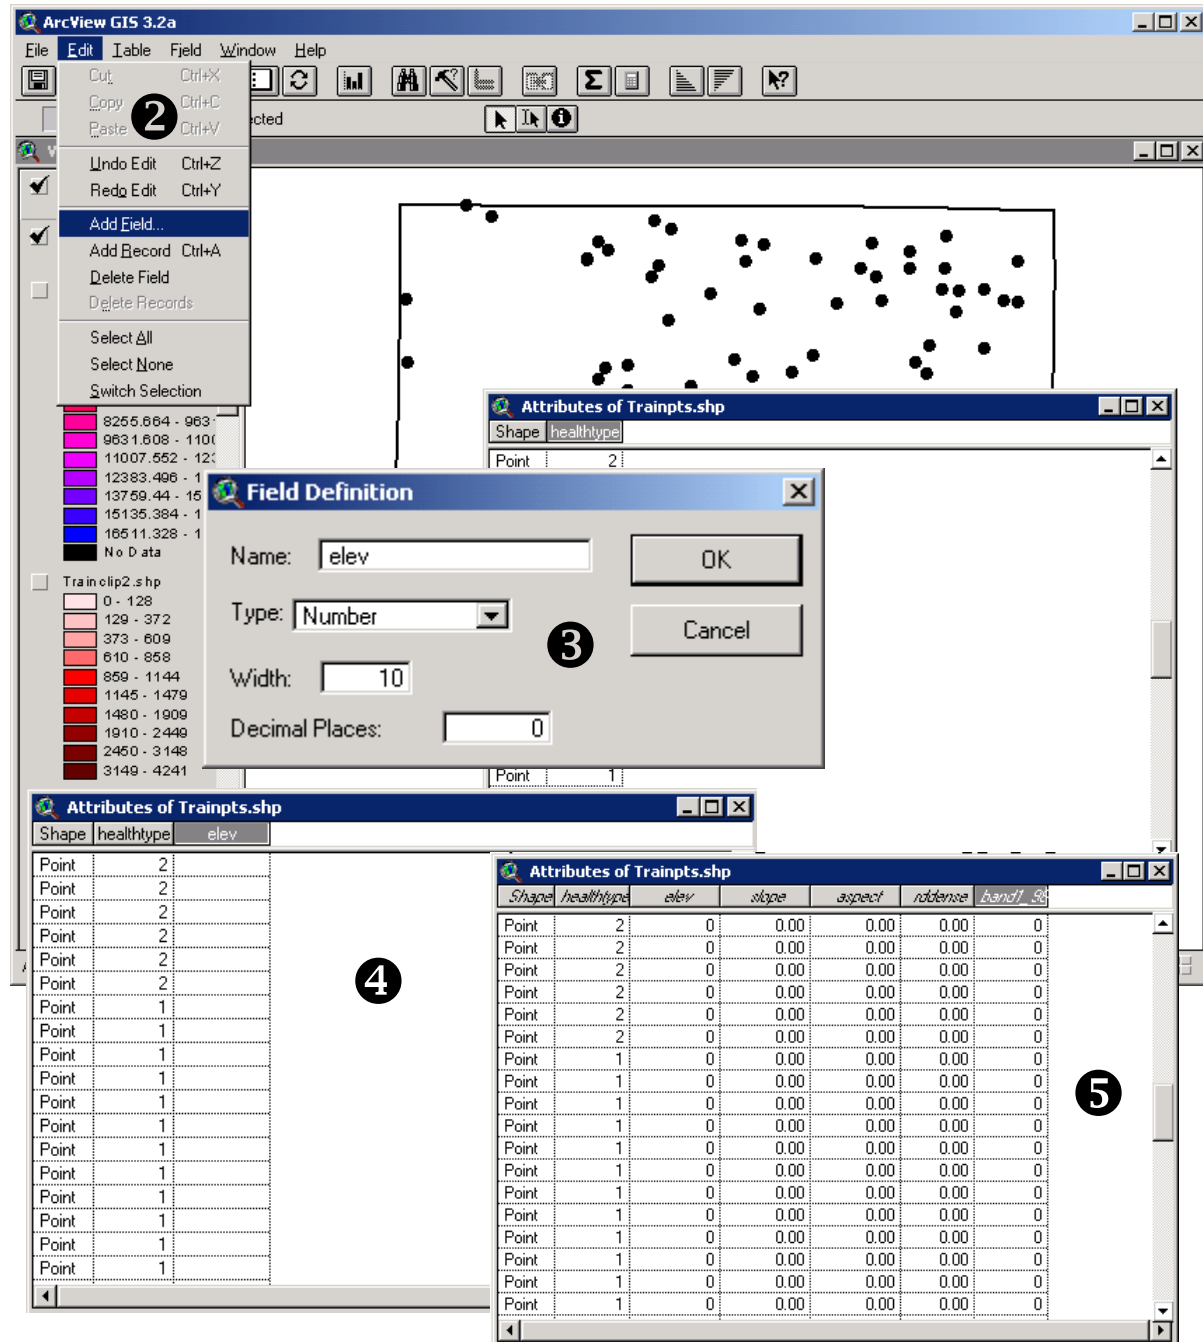 ArcView GIS 3.2a
File Edit Table Field Window Help
Cut Ctrl+X
Copy Ctrl+C
Paste Ctrl+V
2
Undo Edit Ctrl+Z
Redo Edit Ctrl+Y
Add Field...
Add Record Ctrl+A
Delete Field
Delete Records
Select All
Select None
Switch Selection
8255.664 - 963
9631.608 - 1100
11007.552 - 12
12383.496 - 1
13759.44 - 15
15135.384 - 1
16511.328 - 1
No Data
Trainclip2.shp
0 - 128
129 - 372
373 - 609
610 - 858
859 - 1144
1145 - 1479
1480 - 1909
1910 - 2449
2450 - 3148
3149 - 4241
Attributes of Trainpts.shp
Shape healthtype
Point 2
Point 1
Field Definition
Name: elev
OK
Type: Number
Cancel
3
Width: 10
Decimal Places: 0
Attributes of Trainpts.shp
Shape healthtype elev
Point 2
Point 2
Point 2
Point 2
Point 2
Point 2
Point 1
Point 1
Point 1
Point 1
Point 1
Point 1
Point 1
Point 1
Point 1
Point 1
Point 1
Point 1
4
Attributes of Trainpts.shp
Shape healthtype elev slope aspect rddense band1_98
Point 2 0 0.00 0.00 0.00 0
Point 2 0 0.00 0.00 0.00 0
Point 2 0 0.00 0.00 0.00 0
Point 2 0 0.00 0.00 0.00 0
Point 2 0 0.00 0.00 0.00 0
Point 2 0 0.00 0.00 0.00 0
Point 1 0 0.00 0.00 0.00 0
Point 1 0 0.00 0.00 0.00 0
Point 1 0 0.00 0.00 0.00 0
Point 1 0 0.00 0.00 0.00 0
Point 1 0 0.00 0.00 0.00 0
Point 1 0 0.00 0.00 0.00 0
Point 1 0 0.00 0.00 0.00 0
Point 1 0 0.00 0.00 0.00 0
Point 1 0 0.00 0.00 0.00 0
Point 1 0 0.00 0.00 0.00 0
Point 1 0 0.00 0.00 0.00 0
Point 1 0 0.00 0.00 0.00 0
5